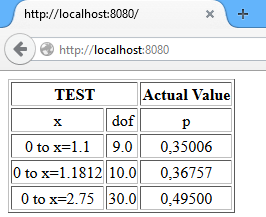 http://localhost:8080/
http://localhost:8080
TEST Actual Value
x dof p
0 to x=1.1 9.0 0,35006
0 to x=1.1812 10.0 0,36757
0 to x=2.75 30.0 0,49500